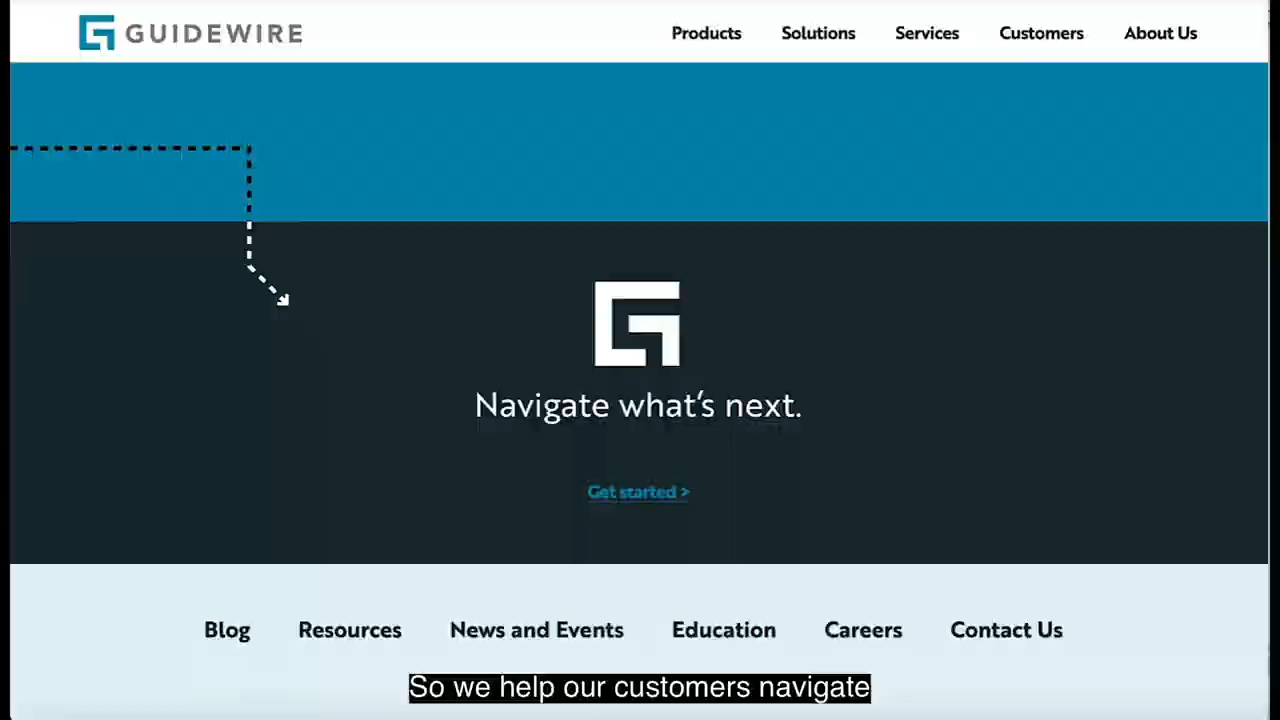 GUIDEWIRE
Products Solutions Services Customers About Us
Navigate what's next.
Get started >
Blog Resources News and Events Education Careers Contact Us
So we help our customers navigate